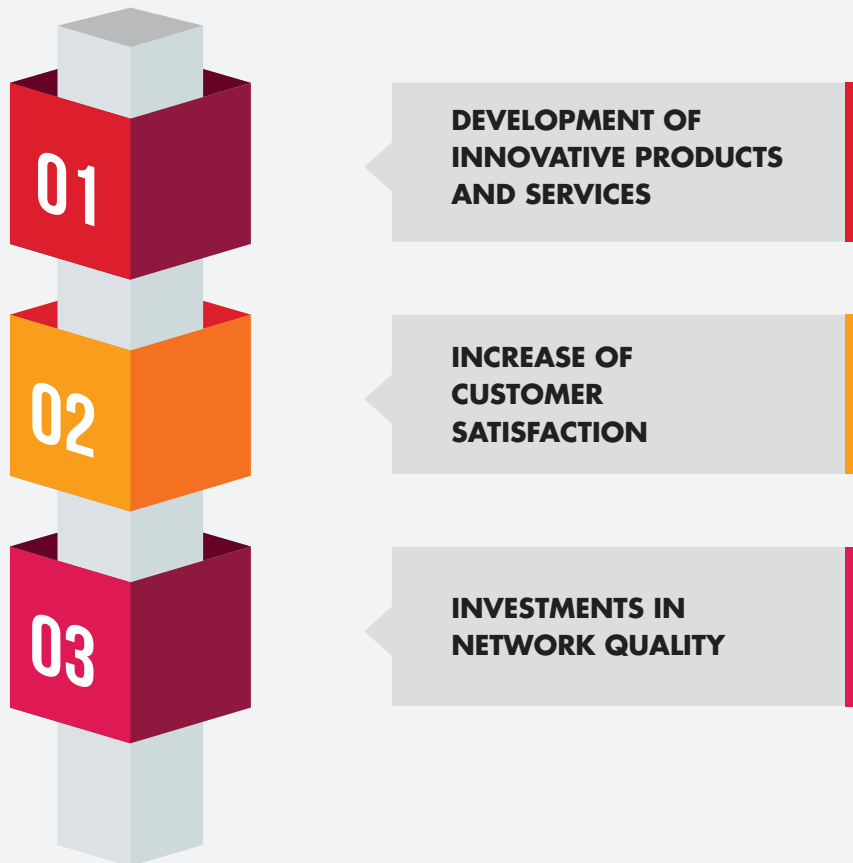 01
DEVELOPMENT OF
INNOVATIVE PRODUCTS
AND SERVICES
02
INCREASE OF
CUSTOMER
SATISFACTION
03
INVESTMENTS IN
NETWORK QUALITY